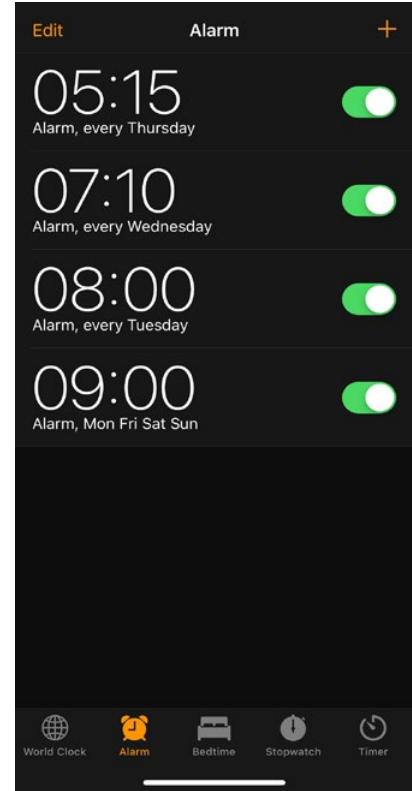 Edit Alarm +
05:15
Alarm, every Thursday
07:10
Alarm, every Wednesday
08:00
Alarm, every Tuesday
09:00
Alarm, Mon Fri Sat Sun
World Clock Alarm Bedtime Stopwatch Timer